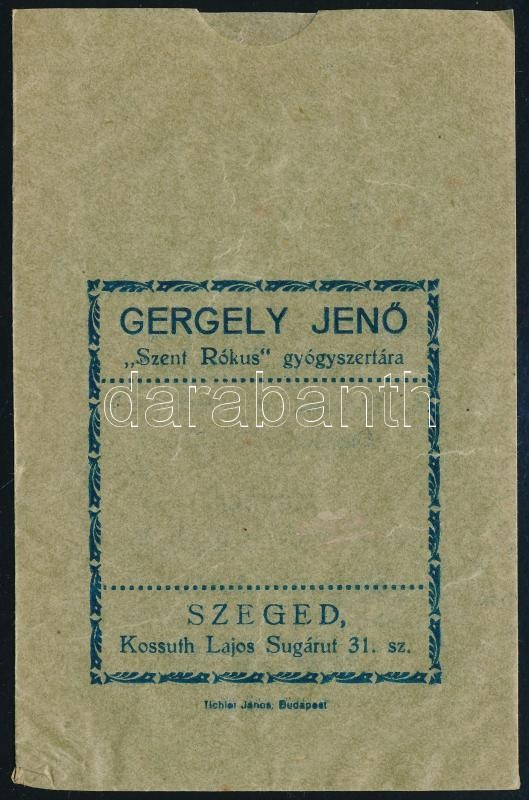 GERGELY JENŐ
„Szent Rókus“ gyógyszertára
darabanth
SZEGED,
Kossuth Lajos Sugárut 31. sz.
Tichler János, Budapest